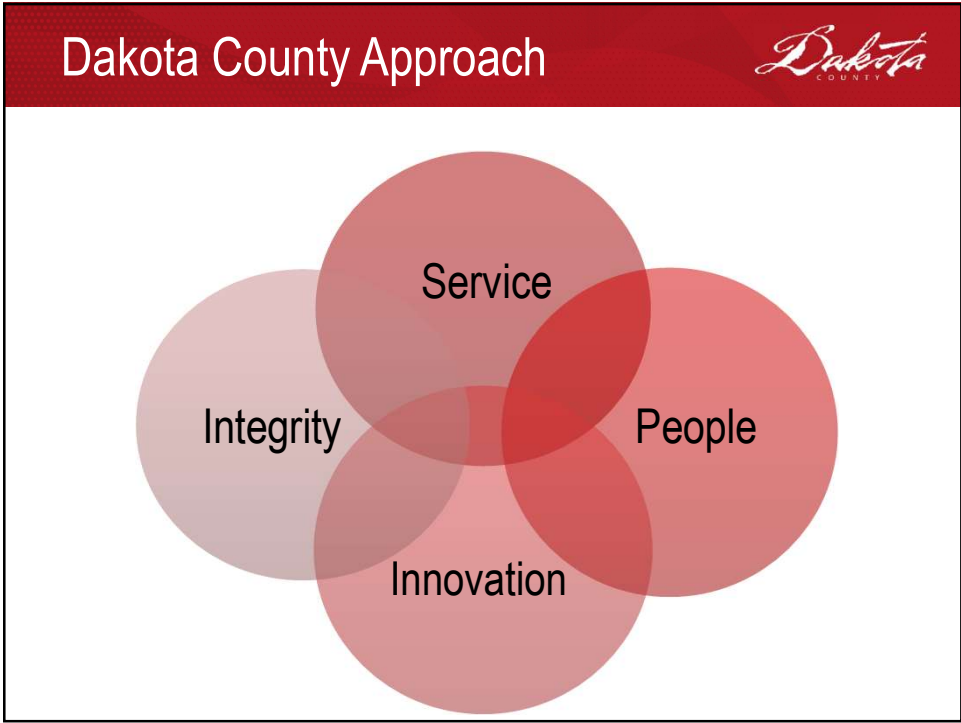 Dakota County Approach
Dakota
COUNTY
Service
Integrity
People
Innovation